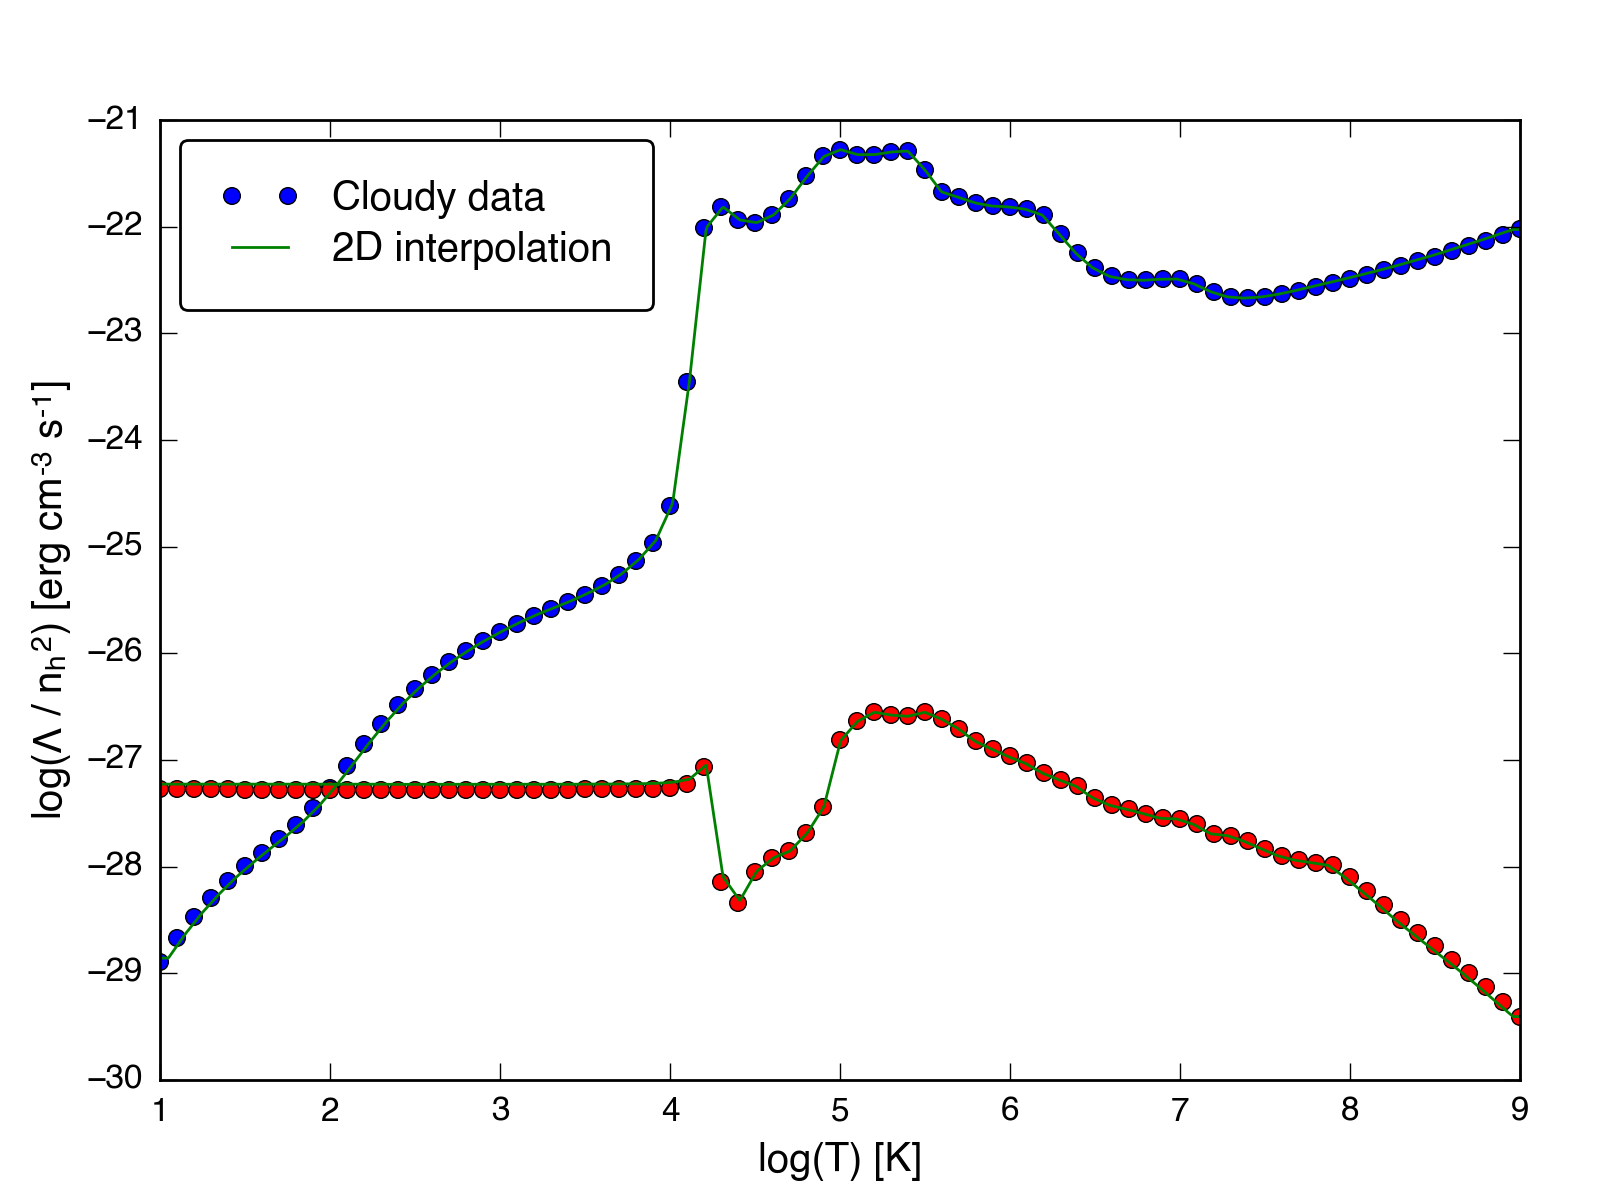 Cloudy data
2D interpolation
−21
−22
−23
−24
−25
−26
−27
−28
−29
−30
log(Λ / nₕ²) [erg cm⁻³ s⁻¹]
1 2 3 4 5 6 7 8 9
log(T) [K]